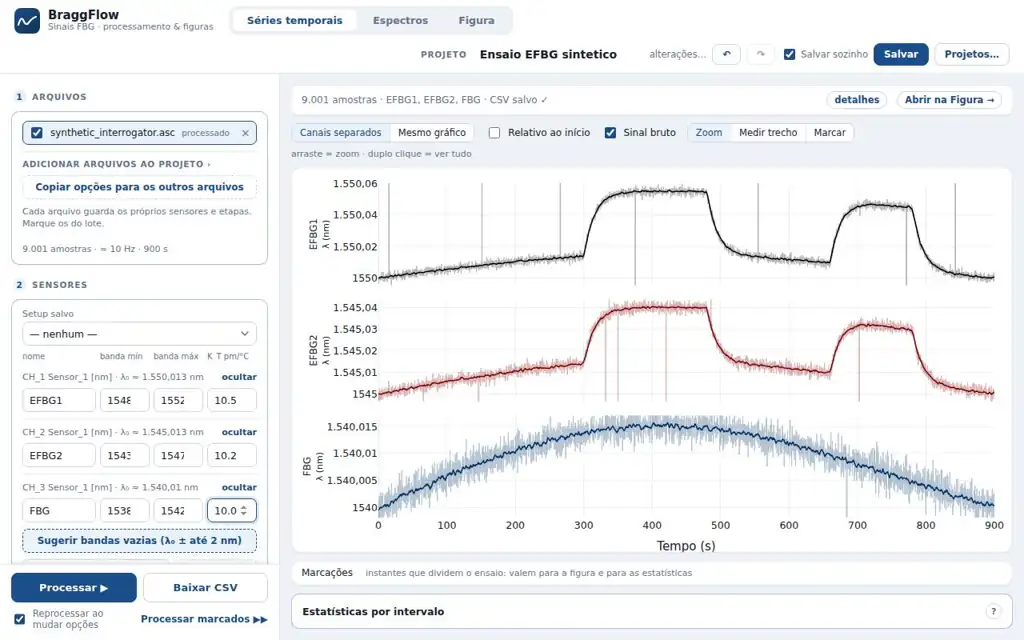 BraggFlow
Sinais FBG · processamento & figuras
Séries temporais
Espectros
Figura
PROJETO
Ensaio EFBG sintetico
alterações...
↶
↷
Salvar sozinho
Salvar
Projetos...
1 ARQUIVOS
synthetic_interrogator.asc processado ×
ADICIONAR ARQUIVOS AO PROJETO ›
Copiar opções para os outros arquivos
Cada arquivo guarda os próprios sensores e etapas.
Marque os do lote.
9.001 amostras · ≈ 10 Hz · 900 s
2 SENSORES
Setup salvo
— nenhum —
nome banda mín banda máx K_T pm/°C
CH_1 Sensor_1 [nm] · λ₀ ≈ 1.550,013 nm ocultar
EFBG1 1548 1552 10.5
CH_2 Sensor_1 [nm] · λ₀ ≈ 1.545,013 nm ocultar
EFBG2 1543 1547 10.2
CH_3 Sensor_1 [nm] · λ₀ ≈ 1.540,01 nm ocultar
FBG 1538 1542 10.0
Sugerir bandas vazias (λ₀ ± até 2 nm)
Processar ▶
Baixar CSV
Reprocessar ao
mudar opções
Processar marcados ▶▶
9.001 amostras · EFBG1, EFBG2, FBG · CSV salvo ✓
detalhes
Abrir na Figura →
Canais separados
Mesmo gráfico
Relativo ao início
Sinal bruto
Zoom
Medir trecho
Marcar
arraste = zoom · duplo clique = ver tudo
EFBG1
λ (nm)
1.550,06
1.550,04
1.550,02
1550
EFBG2
λ (nm)
1.545,04
1.545,03
1.545,02
1.545,01
1545
FBG
λ (nm)
1.540,015
1.540,01
1.540,005
1540
0 100 200 300 400 500 600 700 800 900
Tempo (s)
Marcações instantes que dividem o ensaio: valem para a figura e para as estatísticas
Estatísticas por intervalo
?